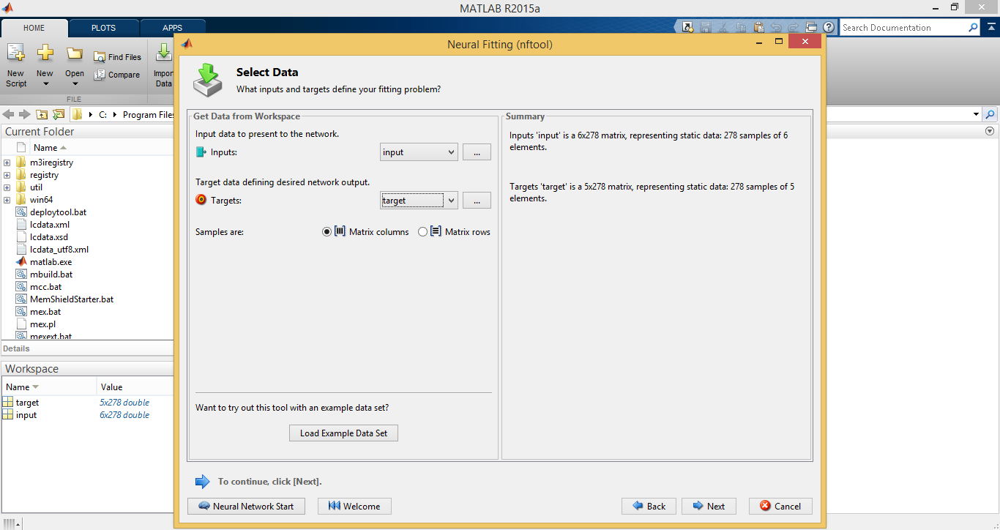 MATLAB R2015a
HOME
PLOTS
APPS
Search Documentation
New Script
New
Open
Find Files
Compare
Import Data
FILE
C:
Program Files
Current Folder
Name
m3iregistry
registry
util
win64
deploytool.bat
lcdata.xml
lcdata.xsd
lcdata_utf8.xml
matlab.exe
mbuild.bat
mcc.bat
MemShieldStarter.bat
mex.bat
mex.pl
mexext.bat
Details
Workspace
Name Value
target 5x278 double
input 6x278 double
Neural Fitting (nftool)
Select Data
What inputs and targets define your fitting problem?
Get Data from Workspace
Input data to present to the network.
Inputs: input ...
Target data defining desired network output.
Targets: target ...
Samples are: Matrix columns Matrix rows
Want to try out this tool with an example data set?
Load Example Data Set
Summary
Inputs 'input' is a 6x278 matrix, representing static data: 278 samples of 6
elements.
Targets 'target' is a 5x278 matrix, representing static data: 278 samples of 5
elements.
To continue, click [Next].
Neural Network Start
Welcome
Back
Next
Cancel